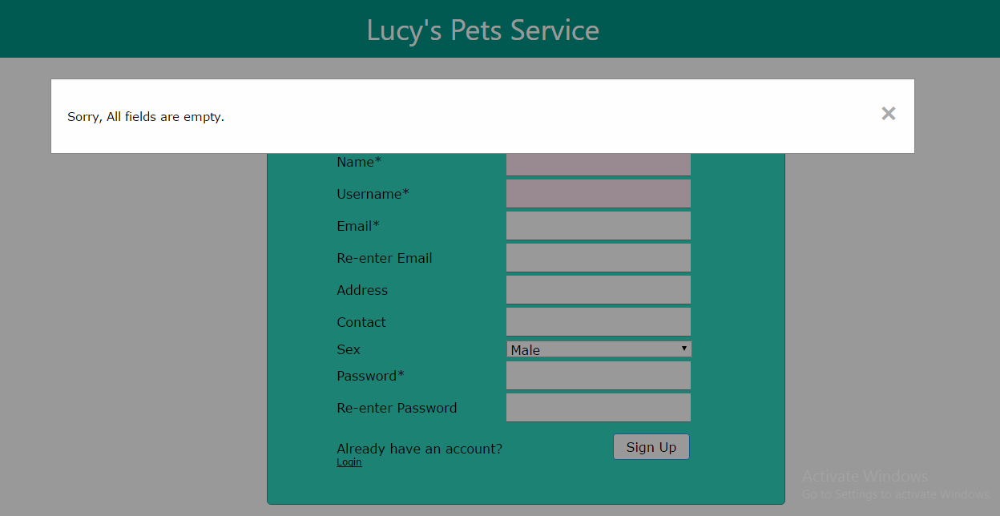 Lucy's Pets Service
Sorry, All fields are empty.
×
Name*
Username*
Email*
Re-enter Email
Address
Contact
Sex Male
Password*
Re-enter Password
Already have an account?
Login
Sign Up
Activate Windows
Go to Settings to activate Windows.